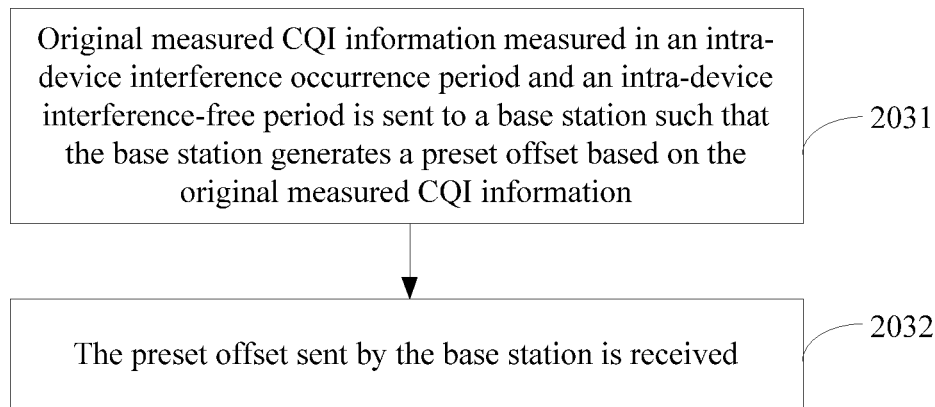 Original measured CQI information measured in an intra-
device interference occurrence period and an intra-device
interference-free period is sent to a base station such that
the base station generates a preset offset based on the
original measured CQI information
2031
The preset offset sent by the base station is received
2032